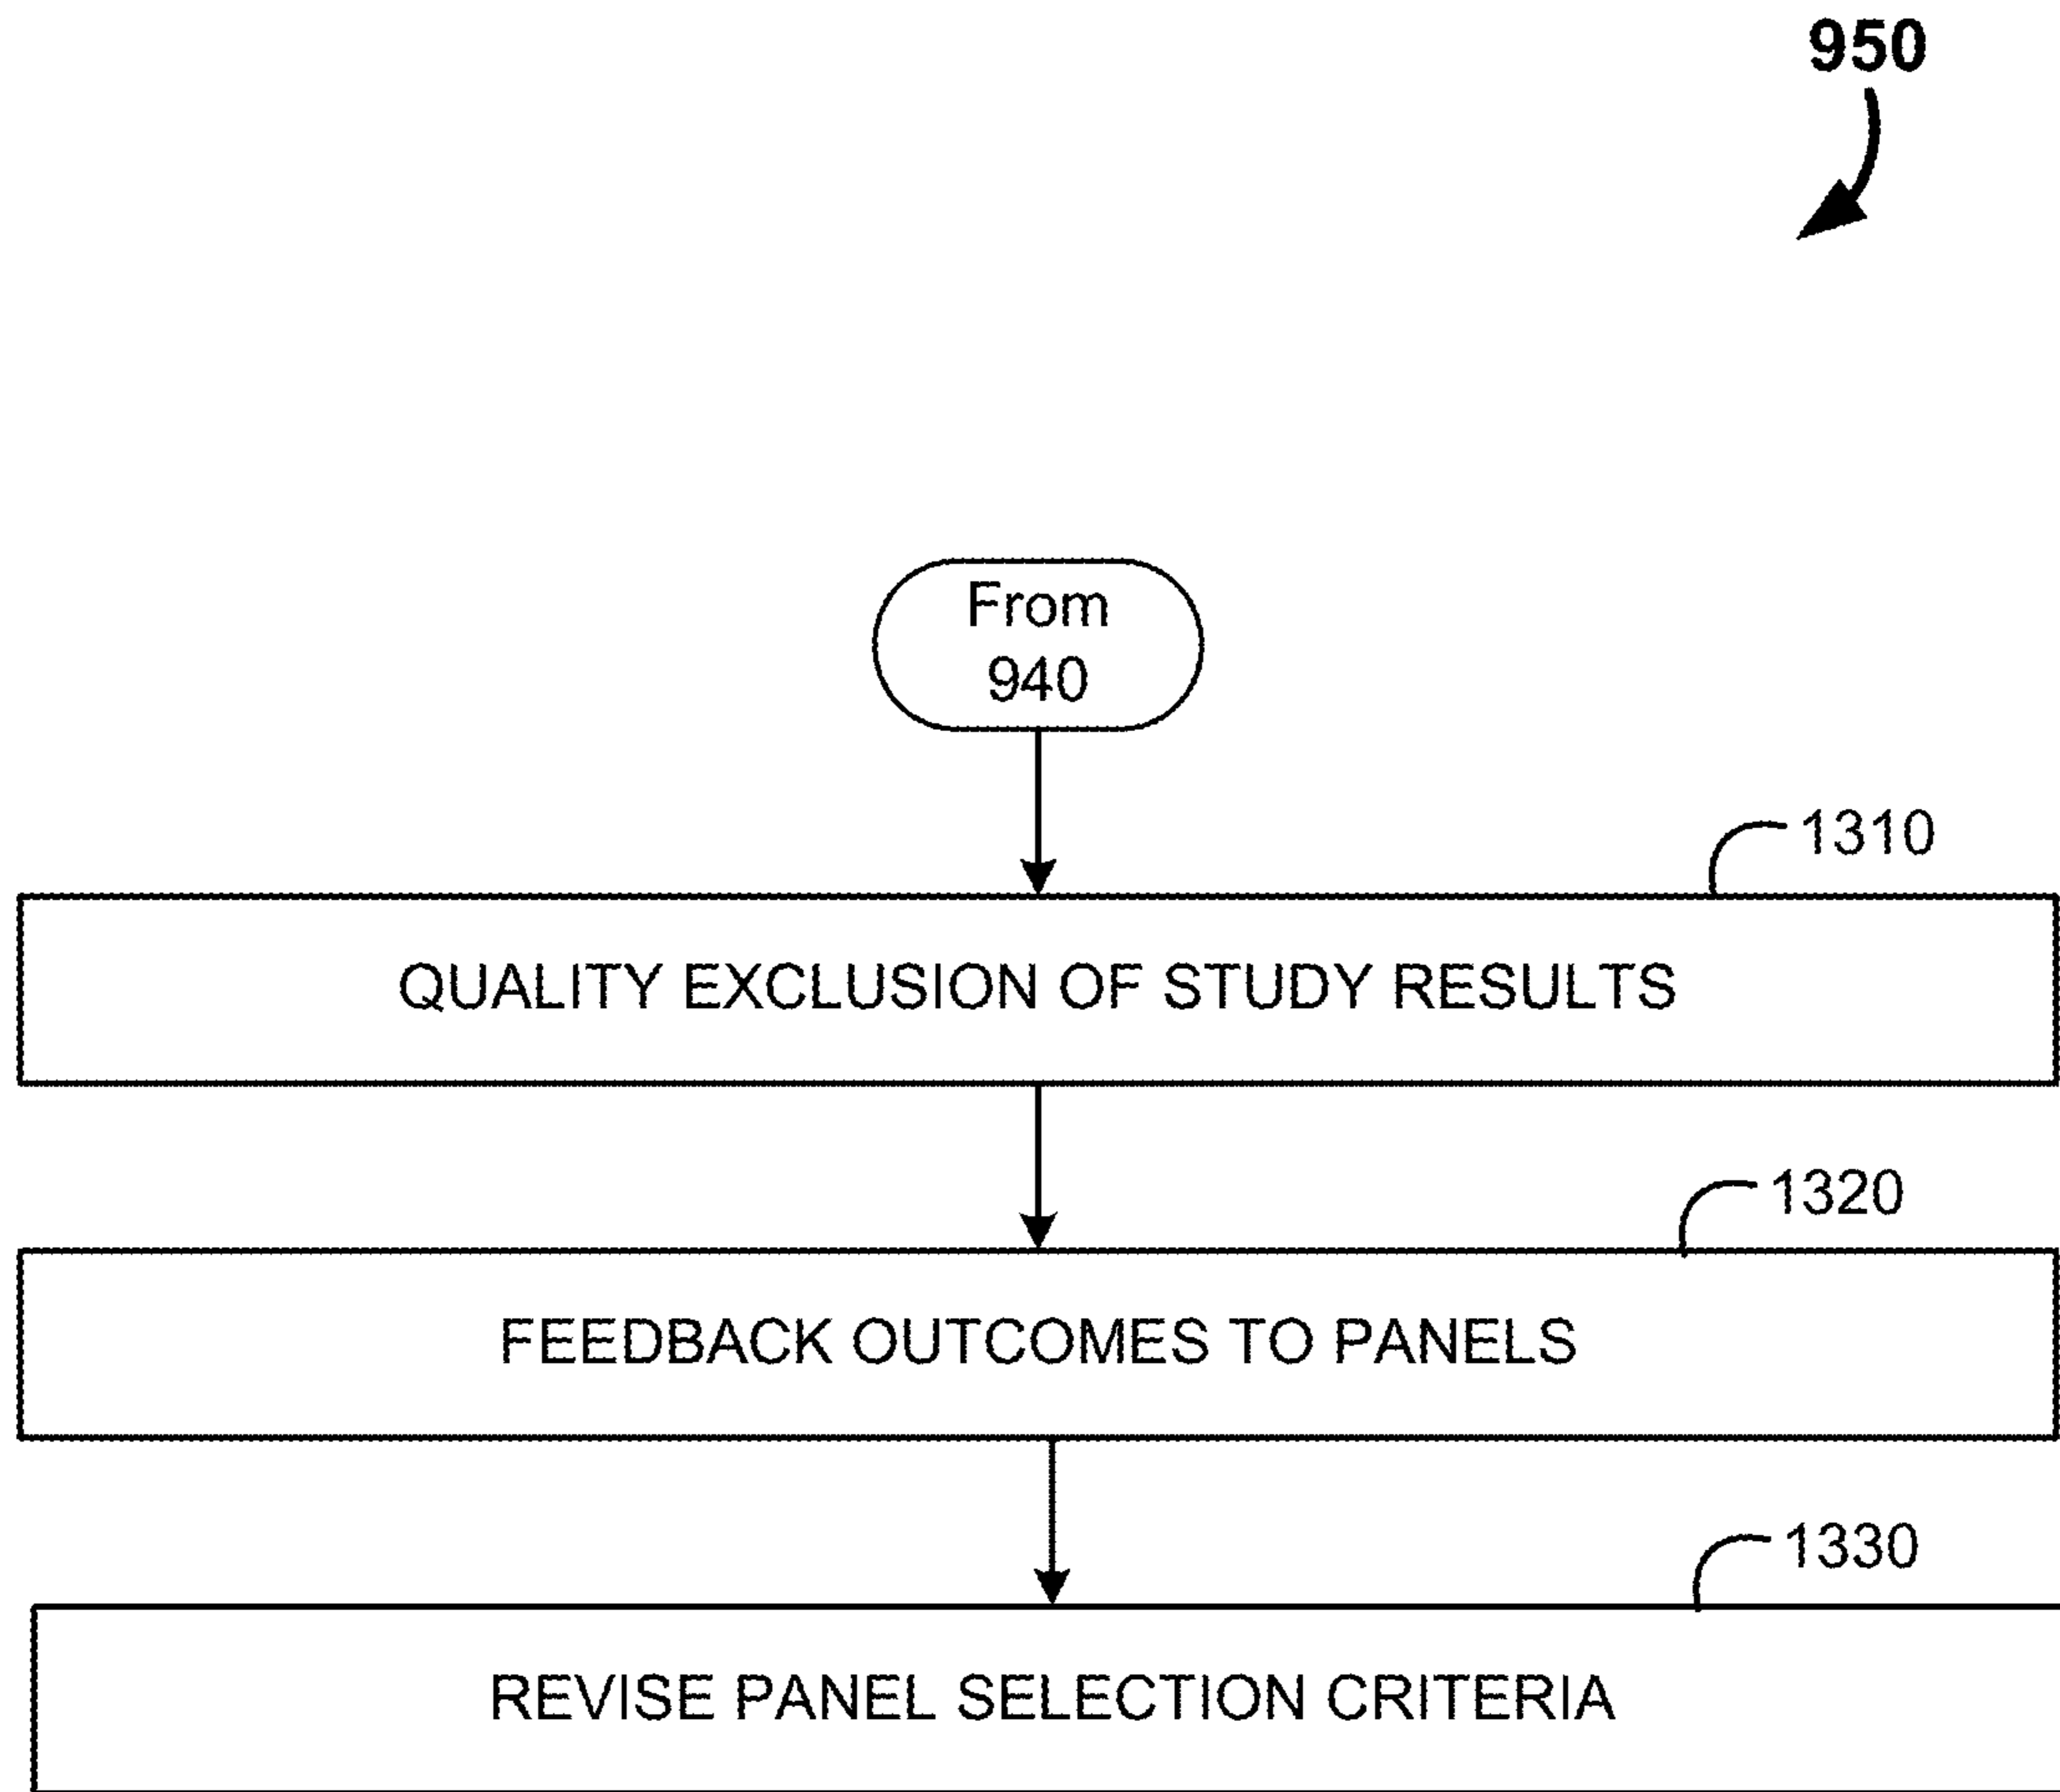 950
From
940
1310
QUALITY EXCLUSION OF STUDY RESULTS
1320
FEEDBACK OUTCOMES TO PANELS
1330
REVISE PANEL SELECTION CRITERIA